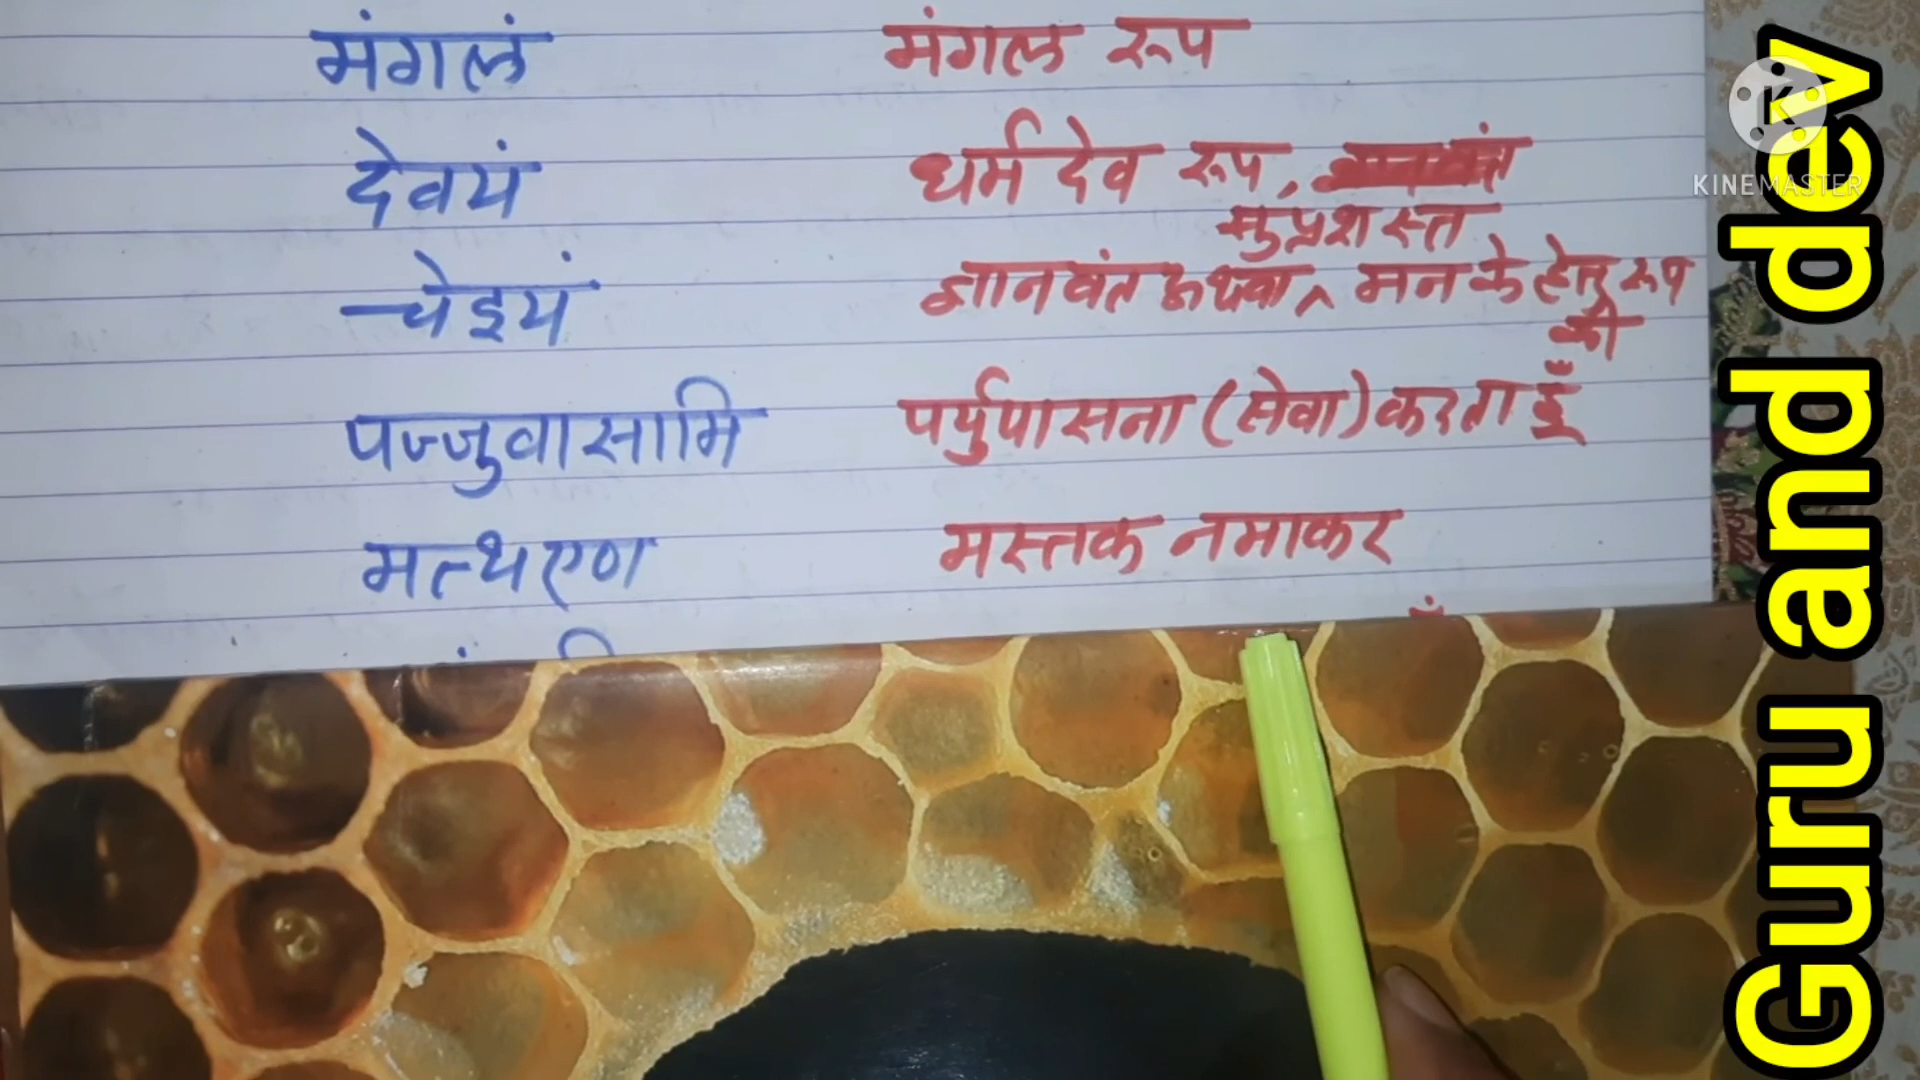 मंगलं मंगल रूप
देवयं धर्म देव रूप,
सुप्रशस्त
चेइयं ज्ञानवंत अथवा ^ मन के हेतु रूप
की
पज्जुवासामि पर्युपासना (सेवा) करता हूँ
मत्थएण मस्तक नमाकर
Guru and dev
KINEMASTER